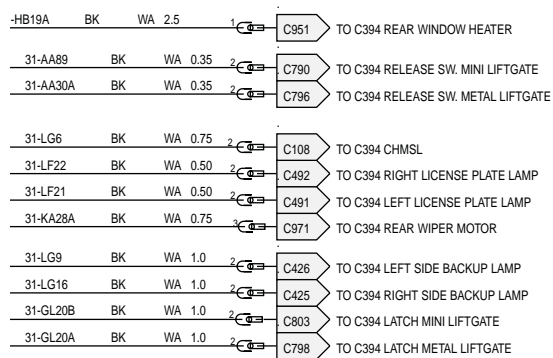 -HB19A BK WA 2.5 1 C951 TO C394 REAR WINDOW HEATER
31-AA89 BK WA 0.35 2 C790 TO C394 RELEASE SW. MINI LIFTGATE
31-AA30A BK WA 0.35 2 C796 TO C394 RELEASE SW. METAL LIFTGATE
31-LG6 BK WA 0.75 2 C108 TO C394 CHMSL
31-LF22 BK WA 0.50 2 C492 TO C394 RIGHT LICENSE PLATE LAMP
31-LF21 BK WA 0.50 2 C491 TO C394 LEFT LICENSE PLATE LAMP
31-KA28A BK WA 0.75 3 C971 TO C394 REAR WIPER MOTOR
31-LG9 BK WA 1.0 2 C426 TO C394 LEFT SIDE BACKUP LAMP
31-LG16 BK WA 1.0 2 C425 TO C394 RIGHT SIDE BACKUP LAMP
31-GL20B BK WA 1.0 2 C803 TO C394 LATCH MINI LIFTGATE
31-GL20A BK WA 1.0 2 C798 TO C394 LATCH METAL LIFTGATE